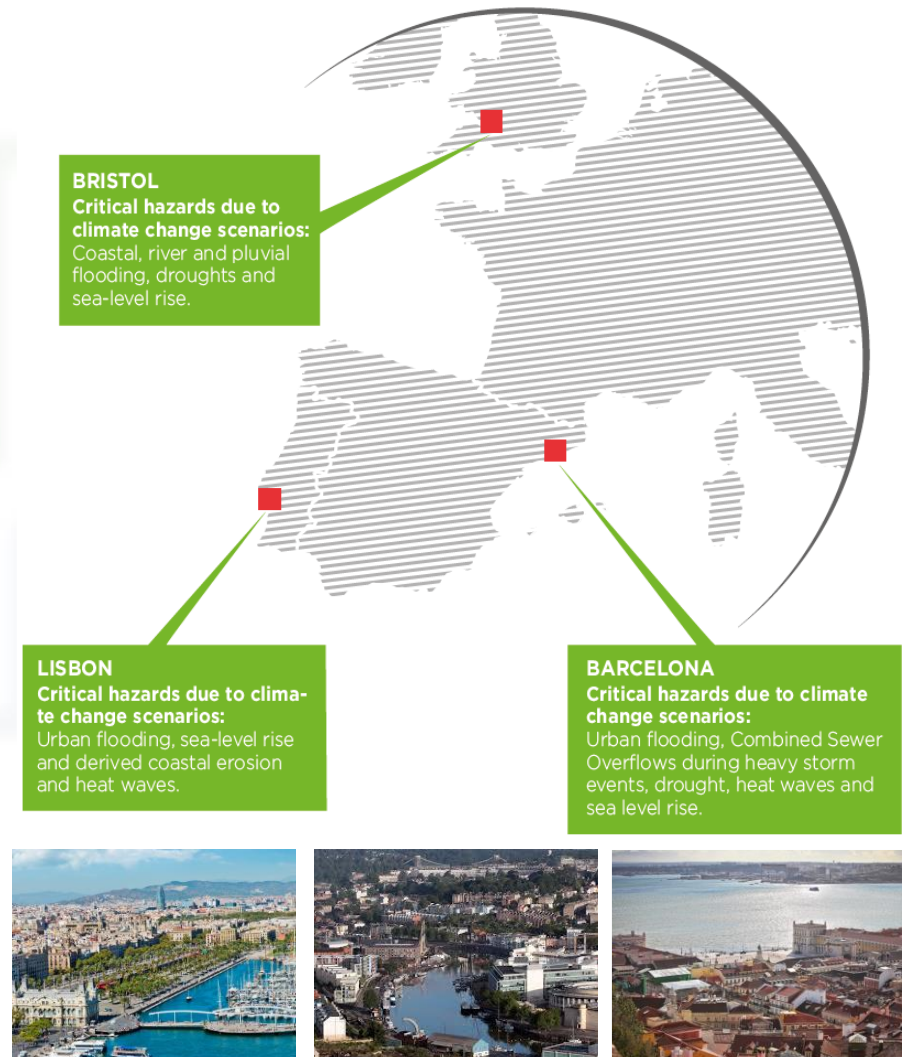 BRISTOL
Critical hazards due to
climate change scenarios:
Coastal, river and pluvial
flooding, droughts and
sea-level rise.
LISBON
Critical hazards due to clima-
te change scenarios:
Urban flooding, sea-level rise
and derived coastal erosion
and heat waves.
BARCELONA
Critical hazards due to climate
change scenarios:
Urban flooding, Combined Sewer
Overflows during heavy storm
events, drought, heat waves and
sea level rise.